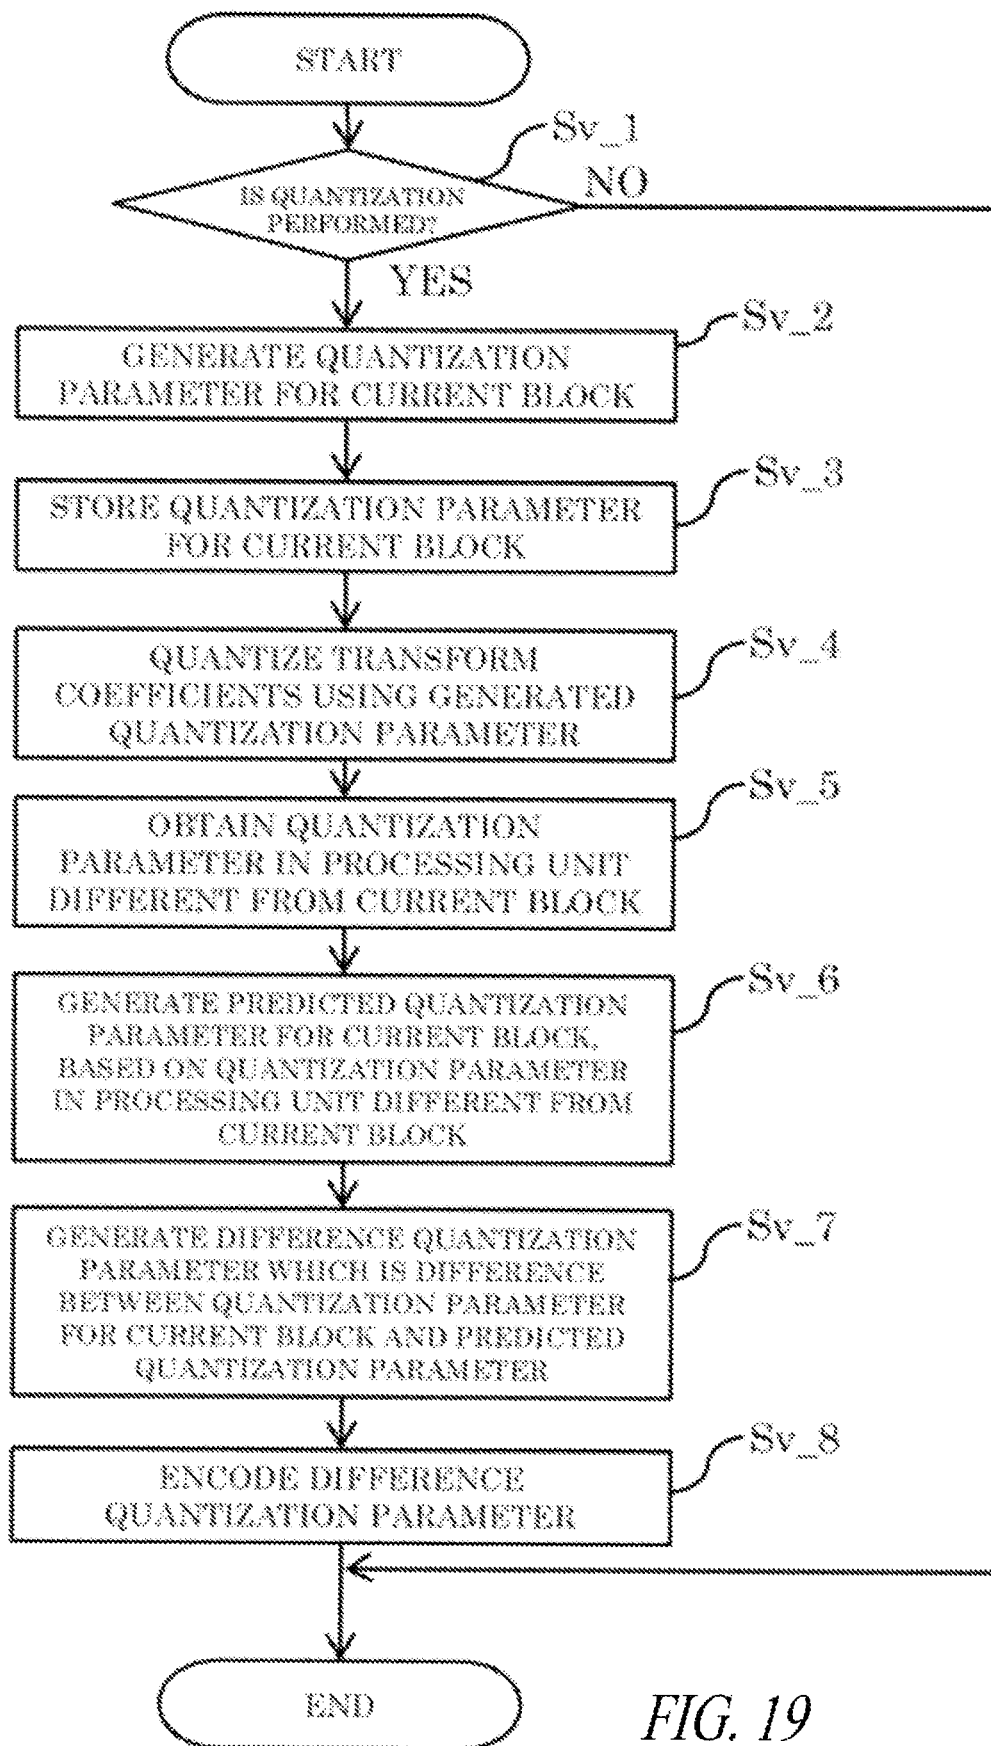 START
Sv_1
IS QUANTIZATION
PERFORMED?
NO
YES
Sv_2
GENERATE QUANTIZATION
PARAMETER FOR CURRENT BLOCK
Sv_3
STORE QUANTIZATION PARAMETER
FOR CURRENT BLOCK
Sv_4
QUANTIZE TRANSFORM
COEFFICIENTS USING GENERATED
QUANTIZATION PARAMETER
Sv_5
OBTAIN QUANTIZATION
PARAMETER IN PROCESSING UNIT
DIFFERENT FROM CURRENT BLOCK
Sv_6
GENERATE PREDICTED QUANTIZATION
PARAMETER FOR CURRENT BLOCK,
BASED ON QUANTIZATION PARAMETER
IN PROCESSING UNIT DIFFERENT FROM
CURRENT BLOCK
Sv_7
GENERATE DIFFERENCE QUANTIZATION
PARAMETER WHICH IS DIFFERENCE
BETWEEN QUANTIZATION PARAMETER
FOR CURRENT BLOCK AND PREDICTED
QUANTIZATION PARAMETER
Sv_8
ENCODE DIFFERENCE
QUANTIZATION PARAMETER
END
FIG. 19